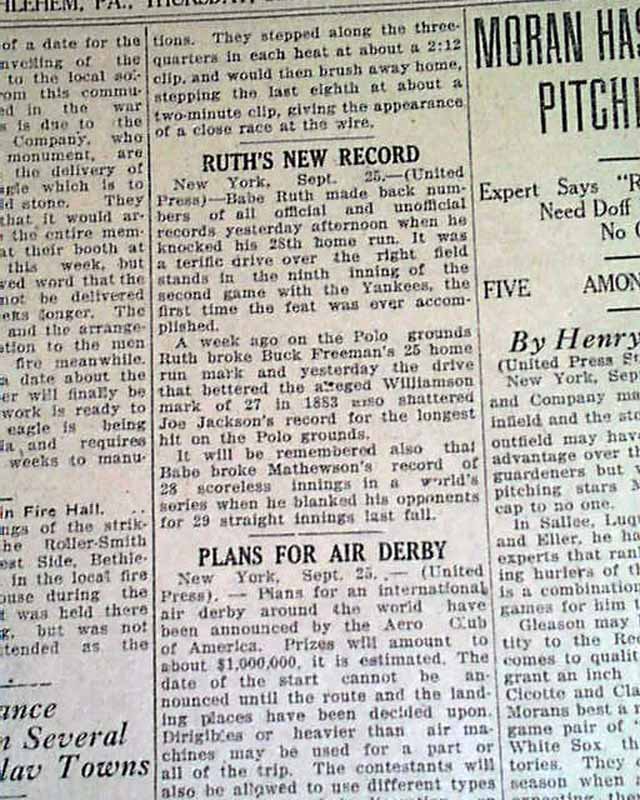 HLEHEM, PA., THURSDAY,
of a date for the
nveiling of the
to the local sol-
rom this commu-
ed in the war
s is due to the
Company, who
monument, are
the delivery of
agle which is to
ld stone. They
that it would ar-
e the entire mem-
at their booth at
this week, but
ved word that the
not be delivered
eeks longer. The
and the arrange-
ction to the men
fire meanwhile.
a date about the
er will finally be
work is ready to
eagle is being
ia, and requires
weeks to manu-
in Fire Hall.
ngs of the strik-
he Roller-Smith
est Side, Bethle-
in the local fire
ouse during the
t was held there
g, but was not
tended as the
ance
n Several
lav Towns
tions. They stepped along the three-
quarters in each heat at about a 2:12
clip, and would then brush away home,
stepping the last eighth at about a
two-minute clip, giving the appearance
of a close race at the wire.
RUTH'S NEW RECORD
New York, Sept. 25.—(United
Press)—Babe Ruth made back num-
bers of all official and unofficial
records yesterday afternoon when he
knocked his 28th home run. It was
a terific drive over the right field
stands in the ninth inning of the
second game with the Yankees, the
first time the feat was ever accom-
plished.
A week ago on the Polo grounds
Ruth broke Buck Freeman's 25 home
run mark and yesterday the drive
that bettered the alleged Williamson
mark of 27 in 1883 also shattered
Joe Jackson's record for the longest
hit on the Polo grounds.
It will be remembered also that
Babe broke Mathewson's record of
28 scoreless innings in a world's
series when he blanked his opponents
for 29 straight innings last fall.
PLANS FOR AIR DERBY
New York, Sept. 25.— (United
Press). — Plans for an international
air derby around the world have
been announced by the Aero Club
of America. Prizes will amount to
about $1,000,000, it is estimated. The
date of the start cannot be an-
nounced until the route and the land-
ing places have been decided upon.
Dirigibles or heavier than air ma-
chines may be used for a part or
all of the trip. The contestants will
also be allowed to use different types
MORAN HAS
PITCHI
Expert Says "R
Need Doff
No
FIVE AMON
By Henry
(United Press St
New York, Sep
and Company ma
infield and the st
outfield may have
advantage over th
guardeners but
pitching stars M
cap to no one.
In Sallee, Luq
and Eller, he ha
experts that ran
ing hurlers of th
is a combination
games for him
Gleason may
tity to the Re
comes to qualit
grant an inch
Cicotte and Cla
Morans best a
game pair of
White Sox, th
tories. They
season when